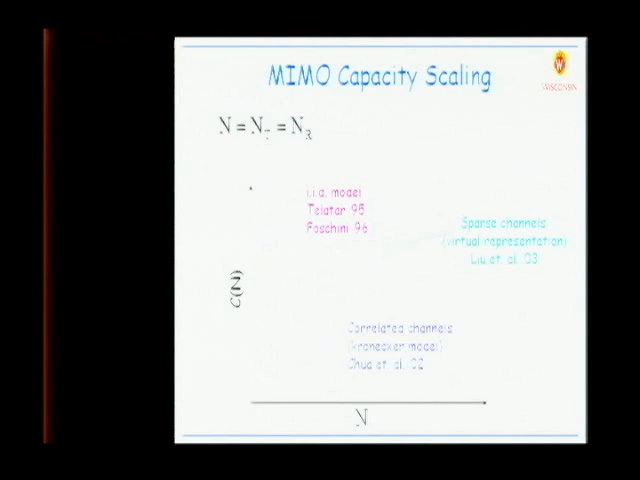 MIMO Capacity Scaling
WISCONSIN
N = N_T = N_R
i.i.d. model
Telatar 95
Foschini 96
Sparse channels
(virtual representation)
Liu et. al. 03
C(N)
Correlated channels
(kronecker model)
Chua et. al. 02
N